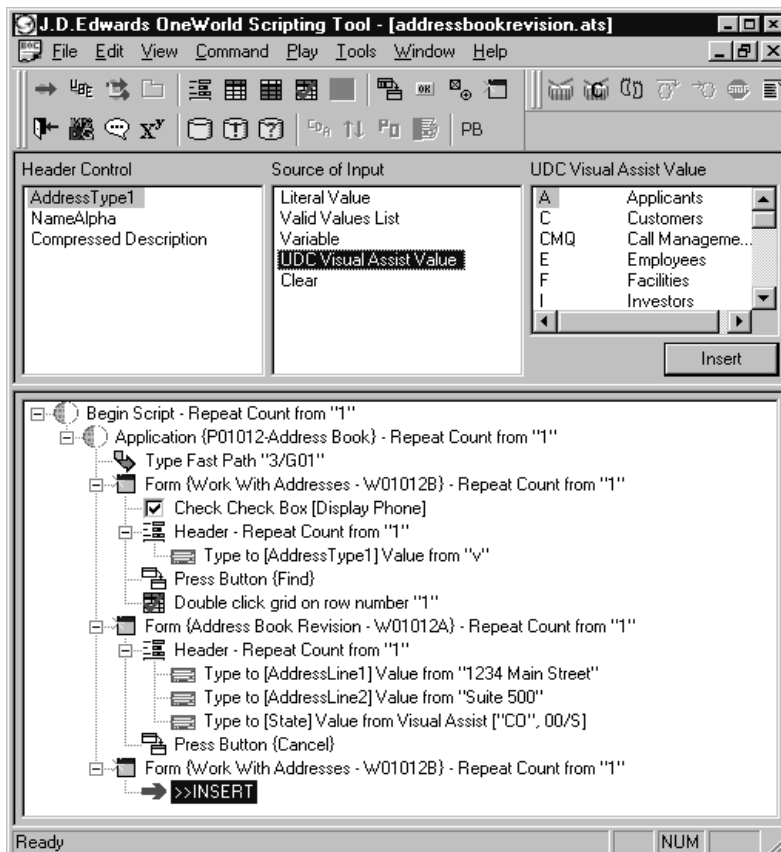 J.D.Edwards OneWorld Scripting Tool - [addressbookrevision.ats]
File Edit View Command Play Tools Window Help
UBE OK
X^y PB
Header Control Source of Input UDC Visual Assist Value
AddressType1 Literal Value A Applicants
NameAlpha Valid Values List C Customers
Compressed Description Variable CMQ Call Manageme...
UDC Visual Assist Value E Employees
Clear F Facilities
I Investors
Insert
Begin Script - Repeat Count from "1"
Application {P01012-Address Book} - Repeat Count from "1"
Type Fast Path "3/G01"
Form {Work With Addresses - W01012B} - Repeat Count from "1"
Check Check Box [Display Phone]
Header - Repeat Count from "1"
Type to [AddressType1] Value from "v"
Press Button {Find}
Double click grid on row number "1"
Form {Address Book Revision - W01012A} - Repeat Count from "1"
Header - Repeat Count from "1"
Type to [AddressLine1] Value from "1234 Main Street"
Type to [AddressLine2] Value from "Suite 500"
Type to [State] Value from Visual Assist ["CO", 00/S]
Press Button {Cancel}
Form {Work With Addresses - W01012B} - Repeat Count from "1"
>>INSERT
Ready NUM